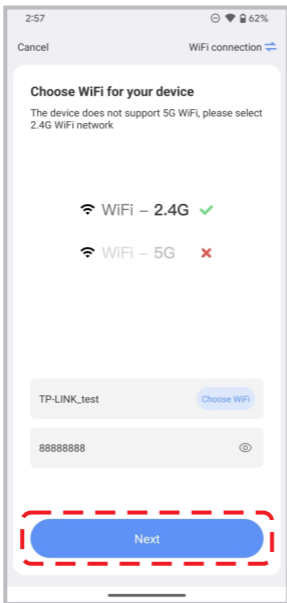 2:57
62%
Cancel
WiFi connection
Choose WiFi for your device
The device does not support 5G WiFi, please select
2.4G WiFi network
WiFi – 2.4G
WiFi – 5G
TP-LINK_test
Choose WiFi
88888888
Next